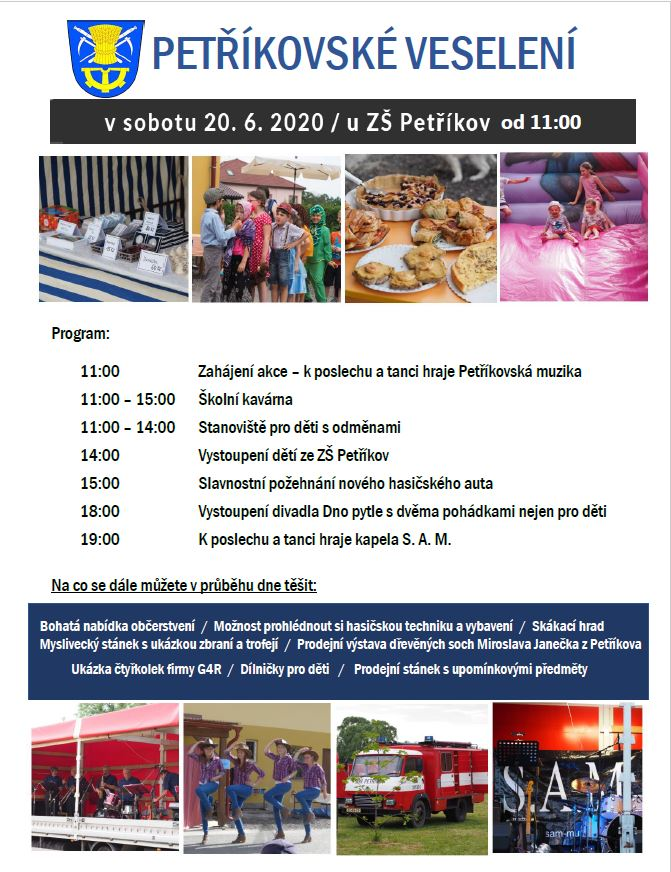 PETŘÍKOVSKÉ VESELENÍ
v sobotu 20. 6. 2020 / u ZŠ Petříkov od 11:00
Program:
11:00 Zahájení akce – k poslechu a tanci hraje Petříkovská muzika
11:00 – 15:00 Školní kavárna
11:00 – 14:00 Stanoviště pro děti s odměnami
14:00 Vystoupení dětí ze ZŠ Petříkov
15:00 Slavnostní požehnání nového hasičského auta
18:00 Vystoupení divadla Dno pytle s dvěma pohádkami nejen pro děti
19:00 K poslechu a tanci hraje kapela S. A. M.
Na co se dále můžete v průběhu dne těšit:
Bohatá nabídka občerstvení / Možnost prohlédnout si hasičskou techniku a vybavení / Skákací hrad
Myslivecký stánek s ukázkou zbraní a trofejí / Prodejní výstava dřevěných soch Miroslava Janečka z Petříkova
Ukázka čtyřkolek firmy G4R / Dílničky pro děti / Prodejní stánek s upomínkovými předměty
SAM
sam-mu